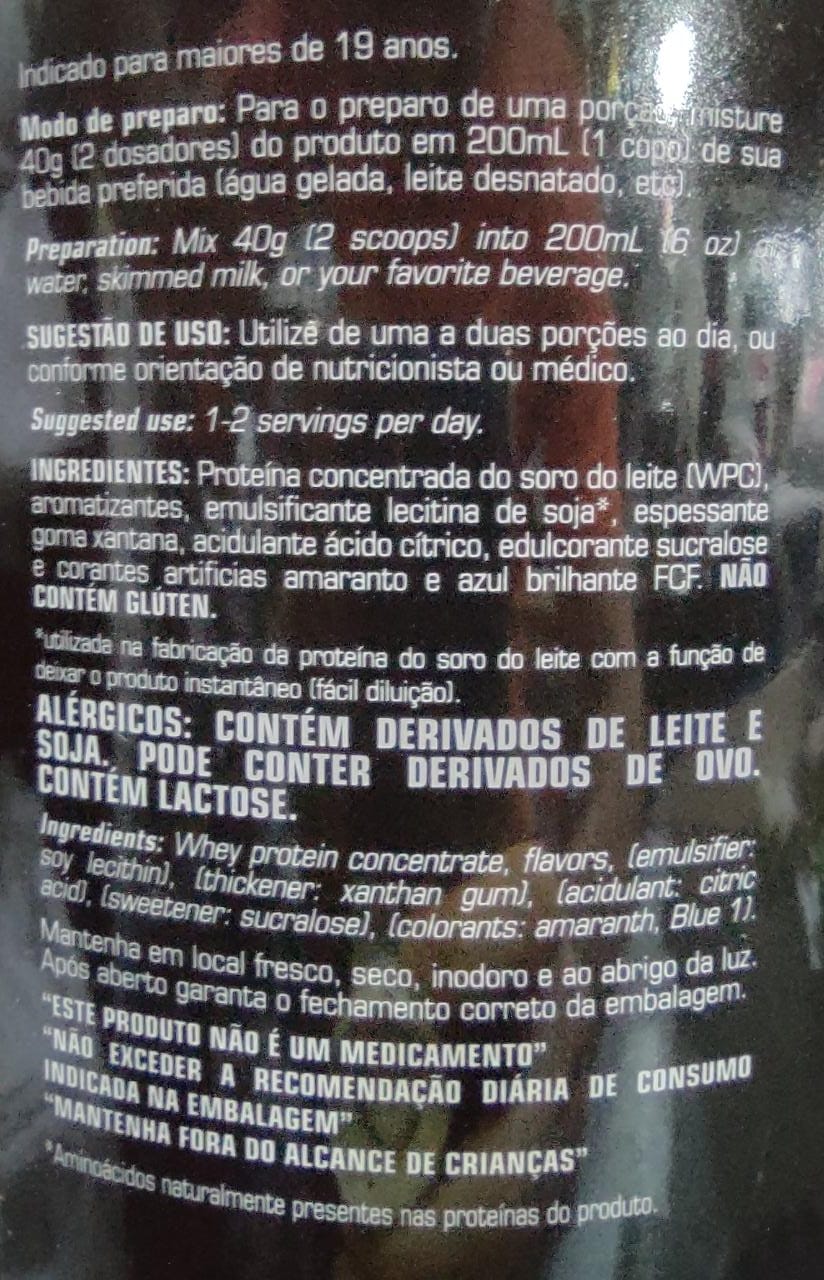 Indicado para maiores de 19 anos.
Modo de preparo: Para o preparo de uma porção, misture
40g (2 dosadores) do produto em 200mL (1 copo) de sua
bebida preferida (água gelada, leite desnatado, etc).
Preparation: Mix 40g (2 scoops) into 200mL (6 oz)
water, skimmed milk, or your favorite beverage.
SUGESTÃO DE USO: Utilize de uma a duas porções ao dia, ou
conforme orientação de nutricionista ou médico.
Suggested use: 1-2 servings per day.
INGREDIENTES: Proteína concentrada do soro do leite (WPC),
aromatizantes, emulsificante lecitina de soja*, espessante
goma xantana, acidulante ácido cítrico, edulcorante sucralose
e corantes artificias amaranto e azul brilhante FCF. NÃO
CONTÉM GLÚTEN.
*utilizada na fabricação da proteína do soro do leite com a função de
deixar o produto instantâneo (fácil diluição).
ALÉRGICOS: CONTÉM DERIVADOS DE LEITE E
SOJA. PODE CONTER DERIVADOS DE OVO.
CONTÉM LACTOSE.
Ingredients: Whey protein concentrate, flavors, (emulsifier:
soy lecithin), (thickener: xanthan gum), (acidulant: citric
acid), (sweetener: sucralose), (colorants: amaranth, Blue 1).
Mantenha em local fresco, seco, inodoro e ao abrigo da luz.
Após aberto garanta o fechamento correto da embalagem.
"ESTE PRODUTO NÃO É UM MEDICAMENTO"
"NÃO EXCEDER A RECOMENDAÇÃO DIÁRIA DE CONSUMO
INDICADA NA EMBALAGEM"
"MANTENHA FORA DO ALCANCE DE CRIANÇAS"
*Aminoácidos naturalmente presentes nas proteínas do produto.